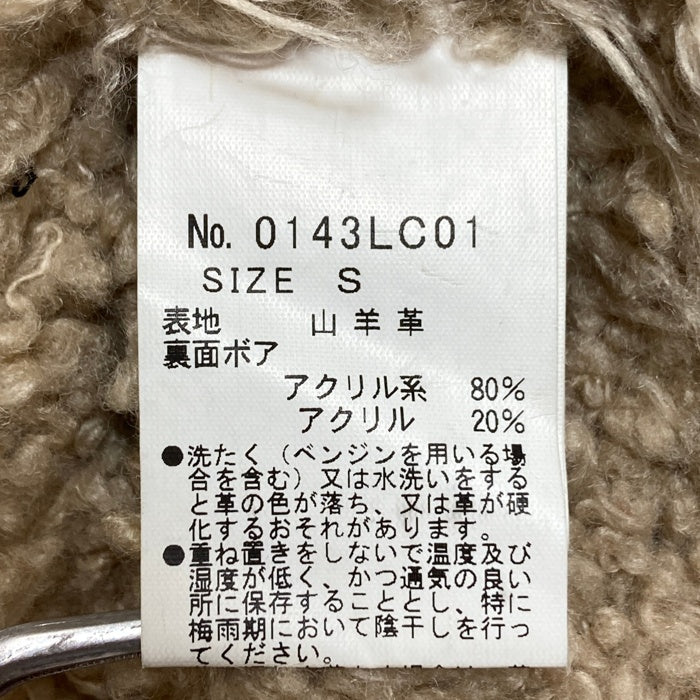 No. 0143LC01
SIZE S
表地 山羊革
裏面ボア
アクリル系 80%
アクリル 20%
●洗たく（ベンジンを用いる場
合を含む）又は水洗いをする
と革の色が落ち、又は革が硬
化するおそれがあります。
●重ね置きをしないで温度及び
湿度が低く、かつ通気の良い
所に保存することとし、特に
梅雨期において陰干しを行っ
てください。